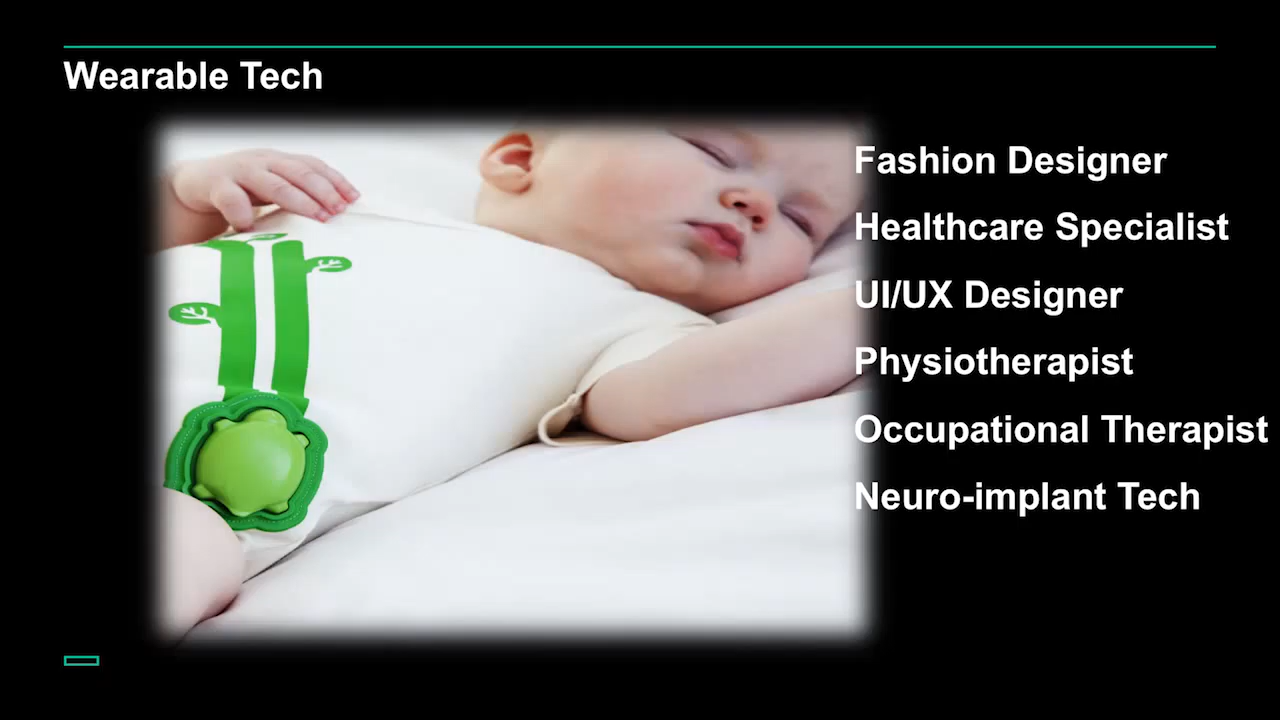 Wearable Tech
Fashion Designer
Healthcare Specialist
UI/UX Designer
Physiotherapist
Occupational Therapist
Neuro-implant Tech